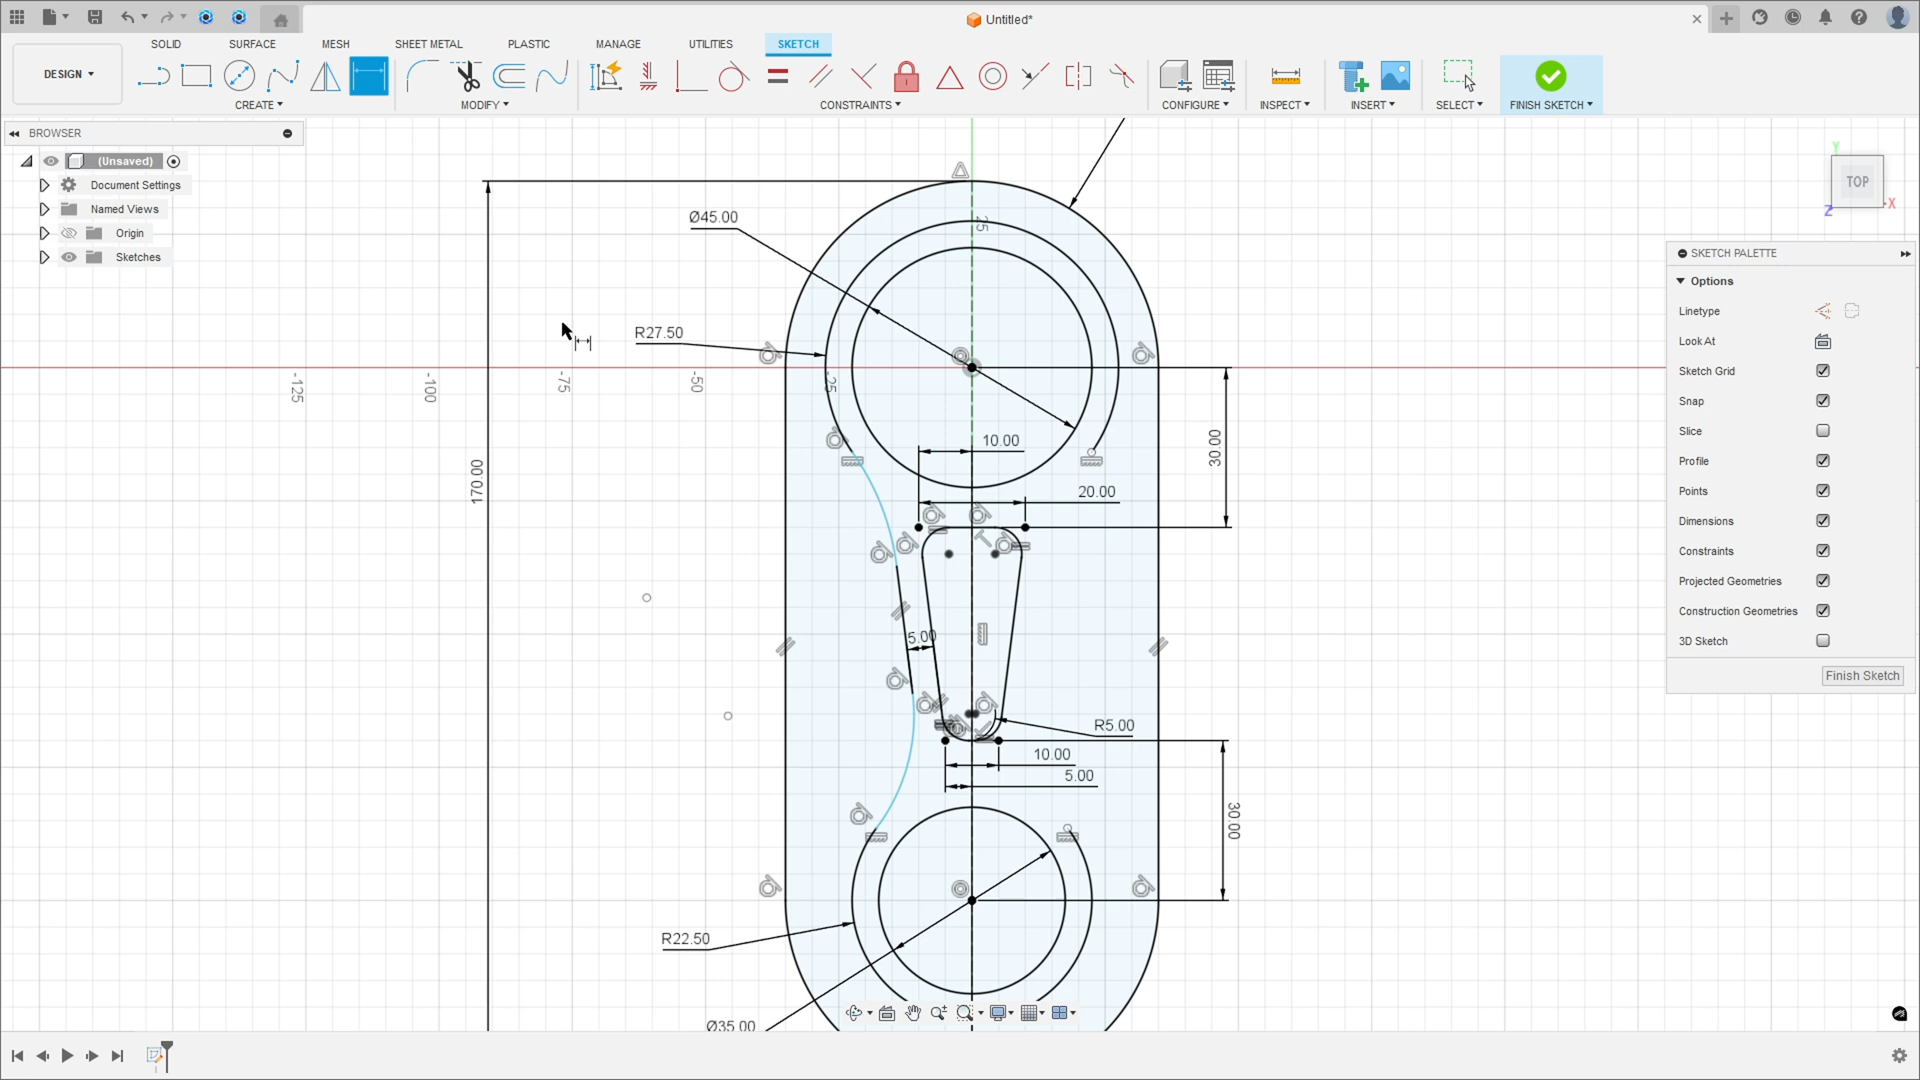 Untitled*
SOLID SURFACE MESH SHEET METAL PLASTIC MANAGE UTILITIES SKETCH
DESIGN
CREATE MODIFY CONSTRAINTS CONFIGURE INSPECT INSERT SELECT FINISH SKETCH
BROWSER
(Unsaved)
Document Settings
Named Views
Origin
Sketches
Y
TOP
X
Z
SKETCH PALETTE
Options
Linetype
Look At
Sketch Grid
Snap
Slice
Profile
Points
Dimensions
Constraints
Projected Geometries
Construction Geometries
3D Sketch
Finish Sketch
Ø45.00
25
R27.50
-125
-100
-75
-50
-25
170.00
10.00
30.00
20.00
5.00
R5.00
10.00
5.00
30.00
R22.50
Ø35.00